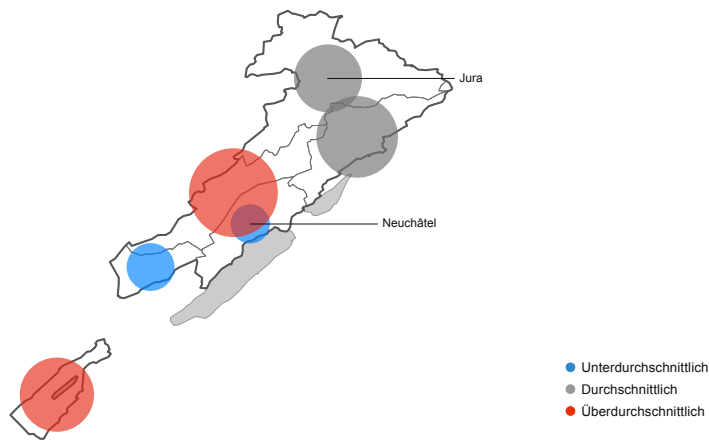 Jura
Neuchâtel
Unterdurchschnittlich
Durchschnittlich
Überdurchschnittlich